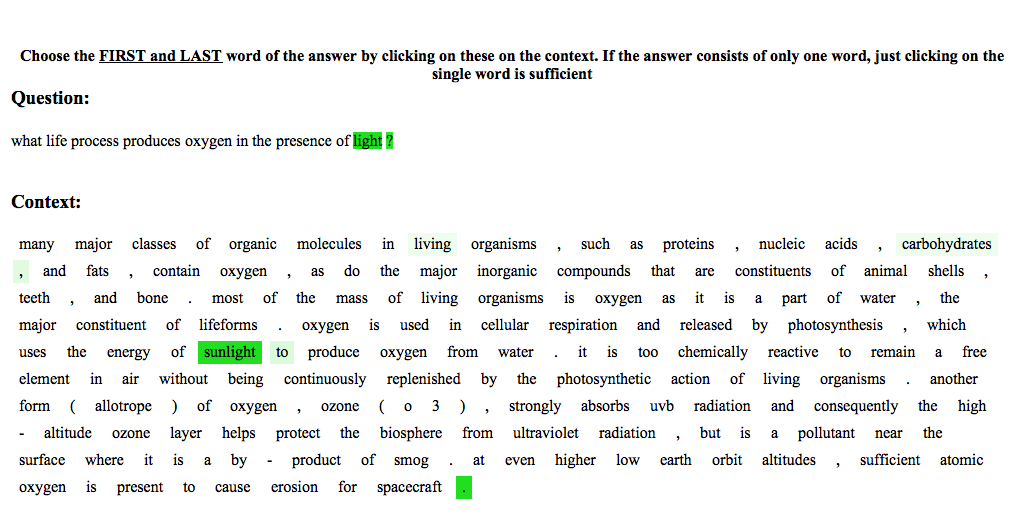 Choose the FIRST and LAST word of the answer by clicking on these on the context. If the answer consists of only one word, just clicking on the
single word is sufficient
Question:
what life process produces oxygen in the presence of light ?
Context:
many major classes of organic molecules in living organisms , such as proteins , nucleic acids , carbohydrates
, and fats , contain oxygen , as do the major inorganic compounds that are constituents of animal shells ,
teeth , and bone . most of the mass of living organisms is oxygen as it is a part of water , the
major constituent of lifeforms . oxygen is used in cellular respiration and released by photosynthesis , which
uses the energy of sunlight to produce oxygen from water . it is too chemically reactive to remain a free
element in air without being continuously replenished by the photosynthetic action of living organisms . another
form ( allotrope ) of oxygen , ozone ( o 3 ) , strongly absorbs uvb radiation and consequently the high
- altitude ozone layer helps protect the biosphere from ultraviolet radiation , but is a pollutant near the
surface where it is a by - product of smog . at even higher low earth orbit altitudes , sufficient atomic
oxygen is present to cause erosion for spacecraft .